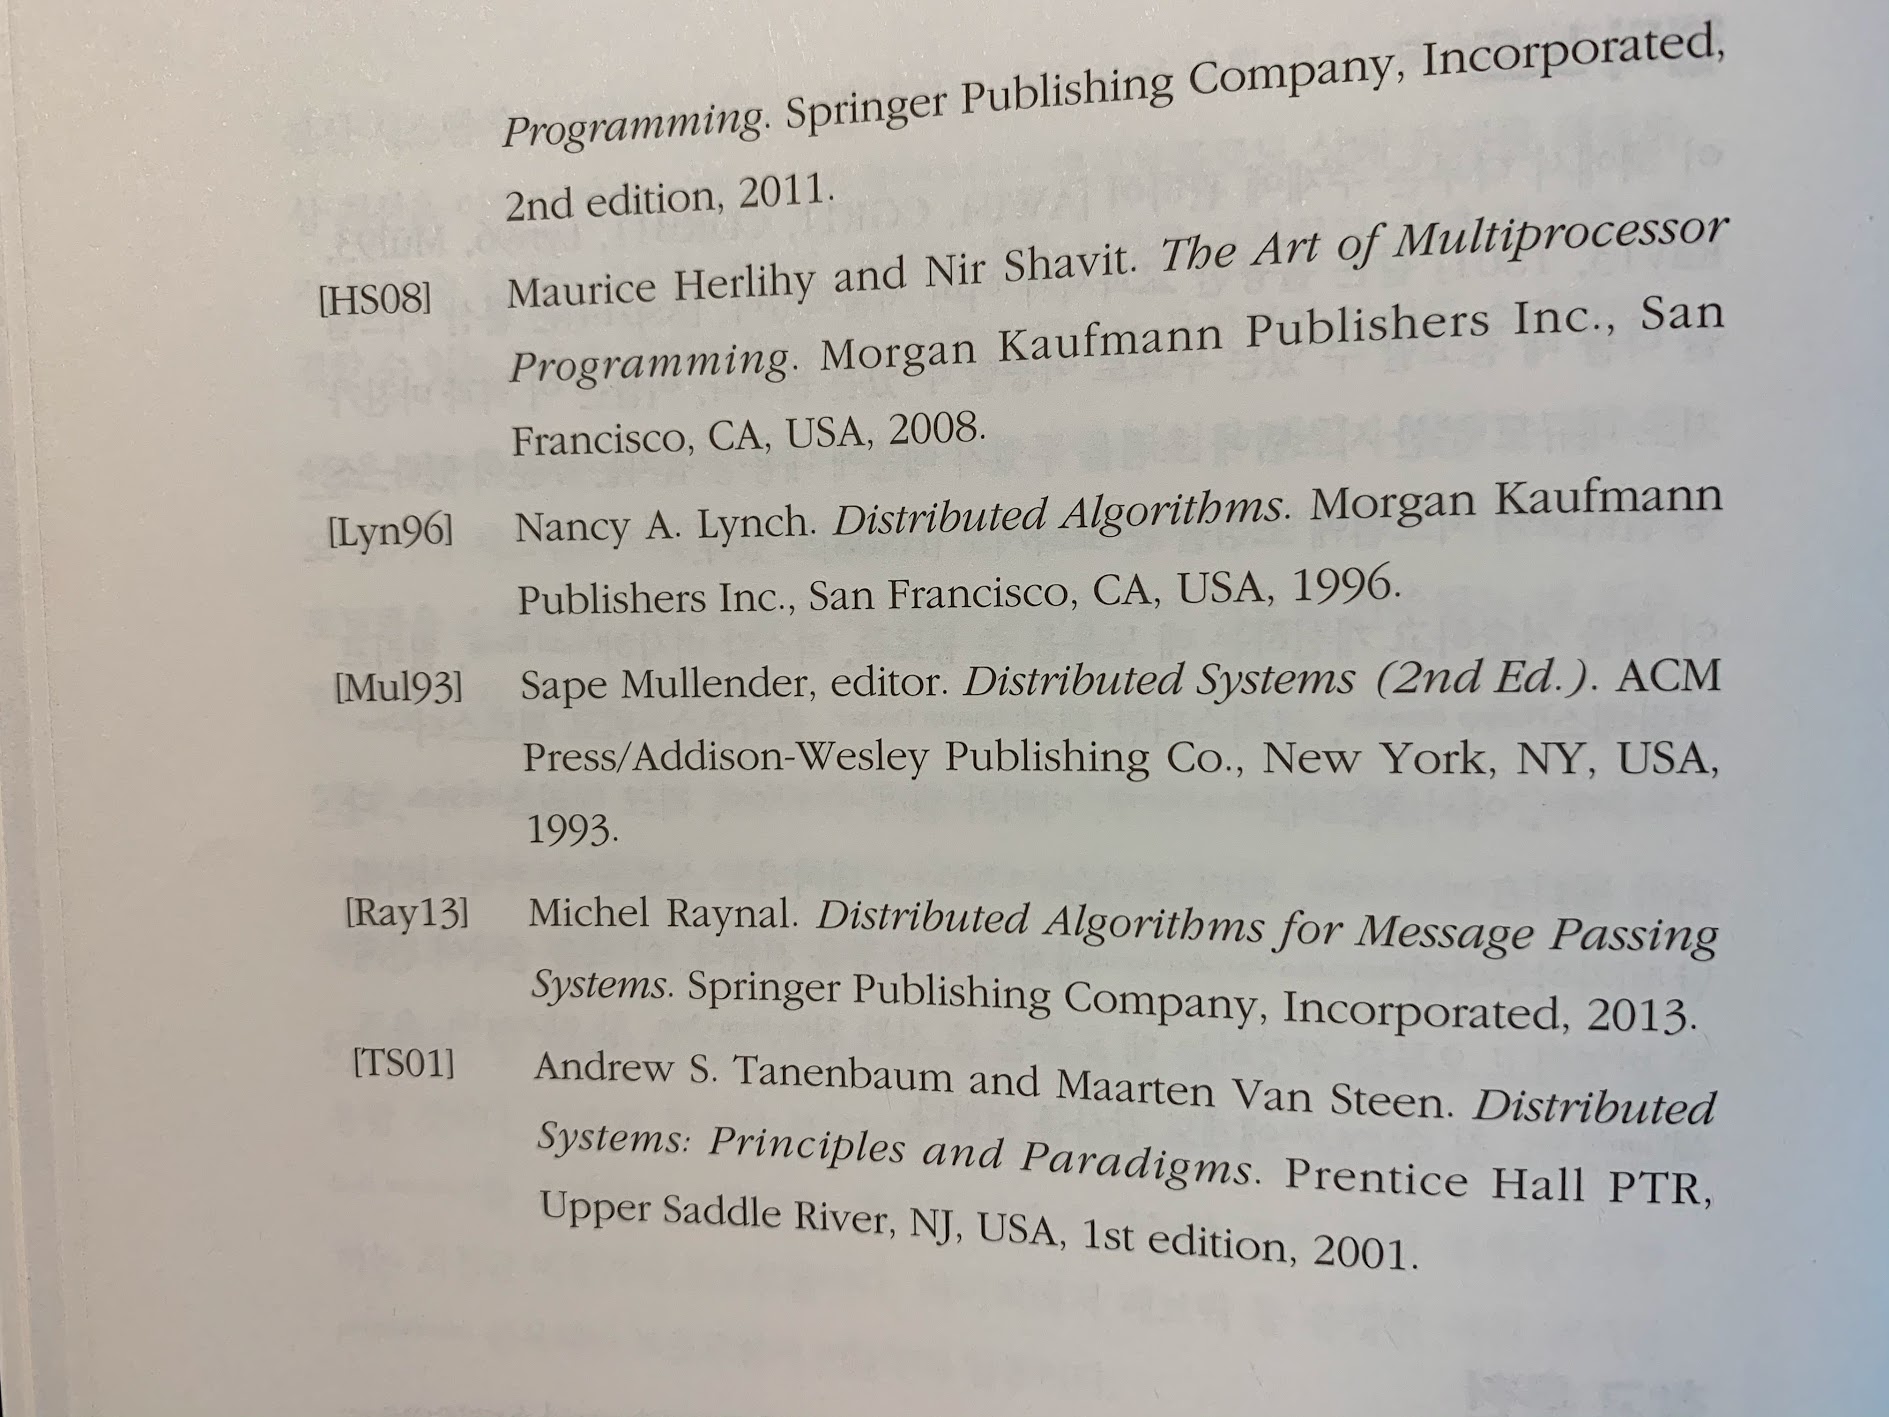 Programming. Springer Publishing Company, Incorporated,
2nd edition, 2011.
[HS08] Maurice Herlihy and Nir Shavit. The Art of Multiprocessor
Programming. Morgan Kaufmann Publishers Inc., San
Francisco, CA, USA, 2008.
[Lyn96] Nancy A. Lynch. Distributed Algorithms. Morgan Kaufmann
Publishers Inc., San Francisco, CA, USA, 1996.
[Mul93] Sape Mullender, editor. Distributed Systems (2nd Ed.). ACM
Press/Addison-Wesley Publishing Co., New York, NY, USA,
1993.
[Ray13] Michel Raynal. Distributed Algorithms for Message Passing
Systems. Springer Publishing Company, Incorporated, 2013.
[TS01] Andrew S. Tanenbaum and Maarten Van Steen. Distributed
Systems: Principles and Paradigms. Prentice Hall PTR,
Upper Saddle River, NJ, USA, 1st edition, 2001.